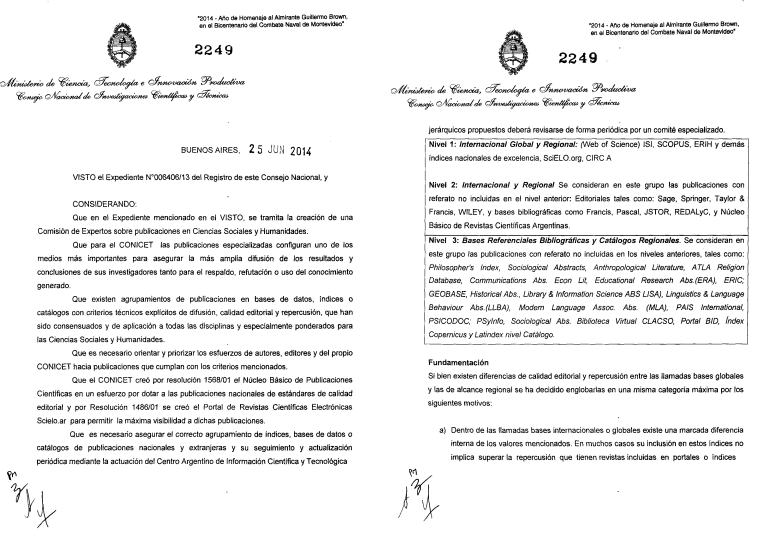 "2014 - Año de Homenaje al Almirante Guillermo Brown,
en el Bicentenario del Combate Naval de Montevideo"
2249
Ministerio de Ciencia, Tecnología e Innovación Productiva
Consejo Nacional de Investigaciones Científicas y Técnicas
BUENOS AIRES, 25 JUN 2014
VISTO el Expediente N°006406/13 del Registro de este Consejo Nacional, y
CONSIDERANDO:
Que en el Expediente mencionado en el VISTO, se tramita la creación de una
Comisión de Expertos sobre publicaciones en Ciencias Sociales y Humanidades.
Que para el CONICET las publicaciones especializadas configuran uno de los
medios más importantes para asegurar la más amplia difusión de los resultados y
conclusiones de sus investigadores tanto para el respaldo, refutación o uso del conocimiento
generado.
Que existen agrupamientos de publicaciones en bases de datos, índices o
catálogos con criterios técnicos explícitos de difusión, calidad editorial y repercusión, que han
sido consensuados y de aplicación a todas las disciplinas y especialmente ponderados para
las Ciencias Sociales y Humanidades.
Que es necesario orientar y priorizar los esfuerzos de autores, editores y del propio
CONICET hacia publicaciones que cumplan con los criterios mencionados.
Que el CONICET creó por resolución 1568/01 el Núcleo Básico de Publicaciones
Científicas en un esfuerzo por dotar a las publicaciones nacionales de estándares de calidad
editorial y por Resolución 1486/01 se creó el Portal de Revistas Científicas Electrónicas
Scielo.ar para permitir la máxima visibilidad a dichas publicaciones.
Que es necesario asegurar el correcto agrupamiento de índices, bases de datos o
catálogos de publicaciones nacionales y extranjeras y su seguimiento y actualización
periódica mediante la actuación del Centro Argentino de Información Científica y Tecnológica
"2014 - Año de Homenaje al Almirante Guillermo Brown,
en el Bicentenario del Combate Naval de Montevideo"
2249
Ministerio de Ciencia, Tecnología e Innovación Productiva
Consejo Nacional de Investigaciones Científicas y Técnicas
jerárquicos propuestos deberá revisarse de forma periódica por un comité especializado.
Nivel 1: Internacional Global y Regional: (Web of Science) ISI, SCOPUS, ERIH y demás
índices nacionales de excelencia, SciELO.org, CIRC A
Nivel 2: Internacional y Regional Se consideran en este grupo las publicaciones con
referato no incluidas en el nivel anterior: Editoriales tales como: Sage, Springer, Taylor &
Francis, WILEY, y bases bibliográficas como Francis, Pascal, JSTOR, REDALyC, y Núcleo
Básico de Revistas Científicas Argentinas.
Nivel 3: Bases Referenciales Bibliográficas y Catálogos Regionales. Se consideran en
este grupo las publicaciones con referato no incluidas en los niveles anteriores, tales como:
Philosopher's Index, Sociological Abstracts, Anthropological Literature, ATLA Religion
Database, Communications Abs. Econ Lit, Educational Research Abs.(ERA), ERIC;
GEOBASE, Historical Abs., Library & Information Science ABS LISA), Linguistics & Language
Behaviour Abs.(LLBA), Modern Language Assoc. Abs. (MLA), PAIS International,
PSICODOC; PSyInfo, Sociological Abs. Biblioteca Virtual CLACSO, Portal BID, Índex
Copernicus y Latindex nivel Catálogo.
Fundamentación
Si bien existen diferencias de calidad editorial y repercusión entre las llamadas bases globales
y las de alcance regional se ha decidido englobarlas en una misma categoría máxima por los
siguientes motivos:
a) Dentro de las llamadas bases internacionales o globales existe una marcada diferencia
interna de los valores mencionados. En muchos casos su inclusión en estos índices no
implica superar la repercusión que tienen revistas incluidas en portales o índices